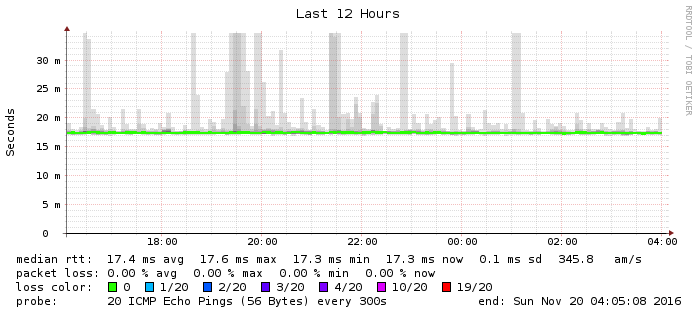 Last 12 Hours
RRDTOOL / TOBI OETIKER
Seconds
30 m
25 m
20 m
15 m
10 m
5 m
0
18:00 20:00 22:00 00:00 02:00 04:00
median rtt: 17.4 ms avg 17.6 ms max 17.3 ms min 17.3 ms now 0.1 ms sd 345.8 am/s
packet loss: 0.00 % avg 0.00 % max 0.00 % min 0.00 % now
loss color: 0 1/20 2/20 3/20 4/20 10/20 19/20
probe: 20 ICMP Echo Pings (56 Bytes) every 300s end: Sun Nov 20 04:05:08 2016